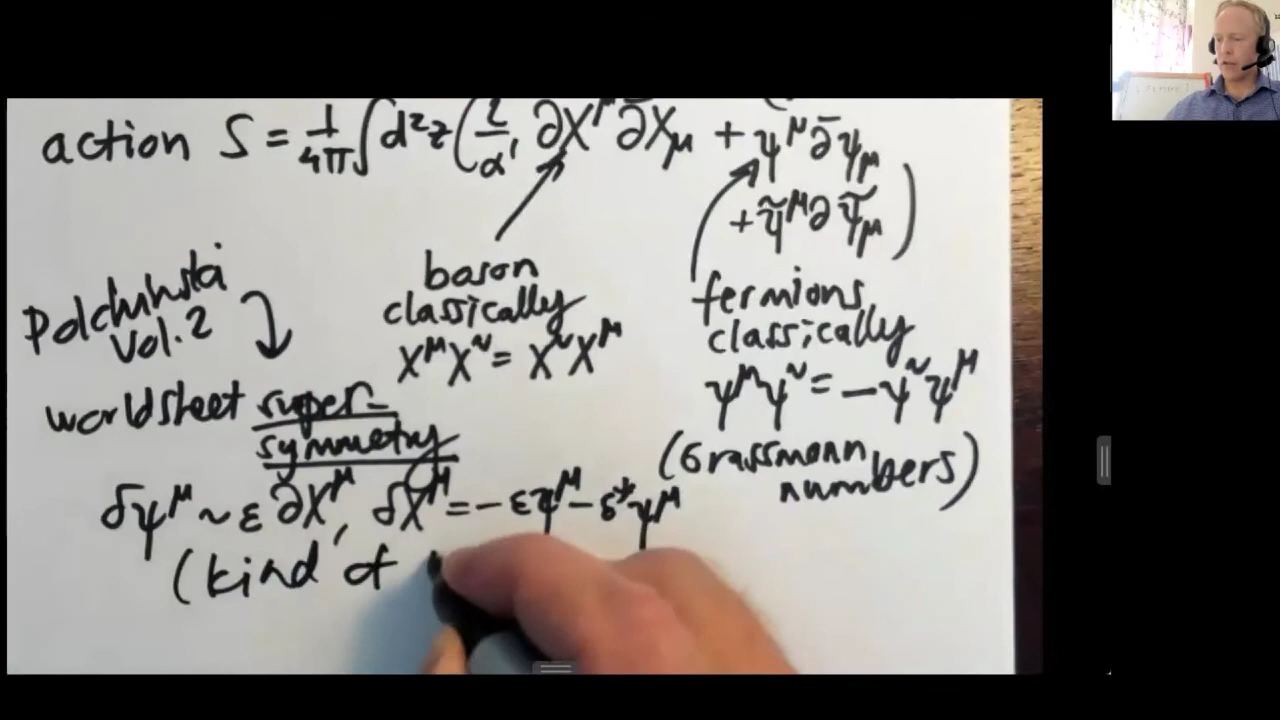 action S = 1/4π ∫ d²z ( 2/α' ∂X^μ ∂̄X_μ + ψ^μ ∂̄ψ_μ
+ ψ̃^μ ∂ ψ̃_μ )
boson
classically
X^μ X^ν = X^ν X^μ
fermions,
classically
ψ^μ ψ^ν = -ψ^ν ψ^μ
(Grassmann
numbers)
Polchinski
Vol. 2
worldsheet super-
symmetry
δψ^μ ~ ε ∂X^μ, δX^μ = -εψ^μ - ε*ψ^μ
(kind of